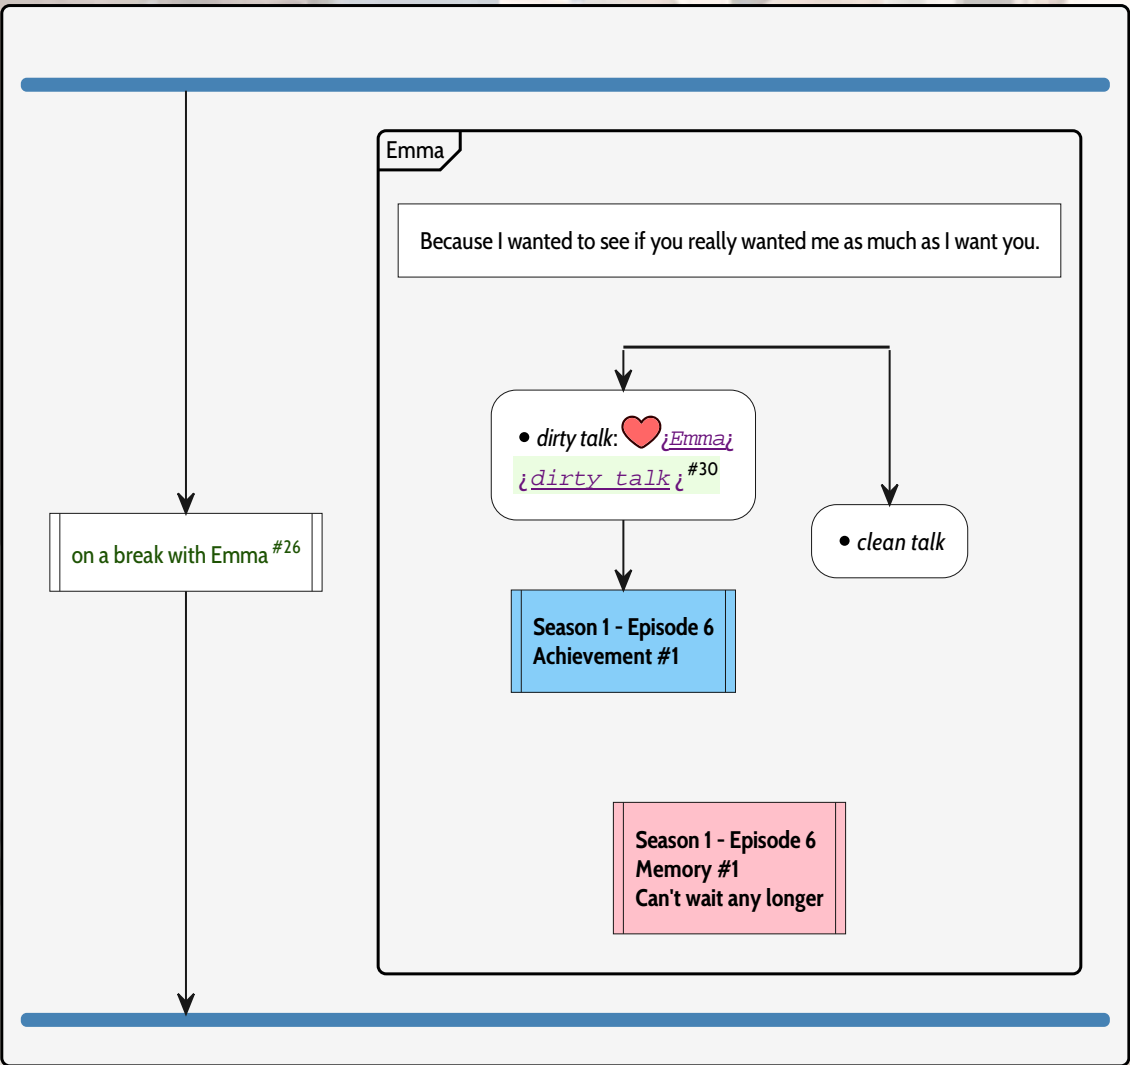 Emma
Because I wanted to see if you really wanted me as much as I want you.
• dirty talk: ¿Emma¿
¿dirty talk¿ #30
• clean talk
on a break with Emma #26
Season 1 - Episode 6
Achievement #1
Season 1 - Episode 6
Memory #1
Can't wait any longer